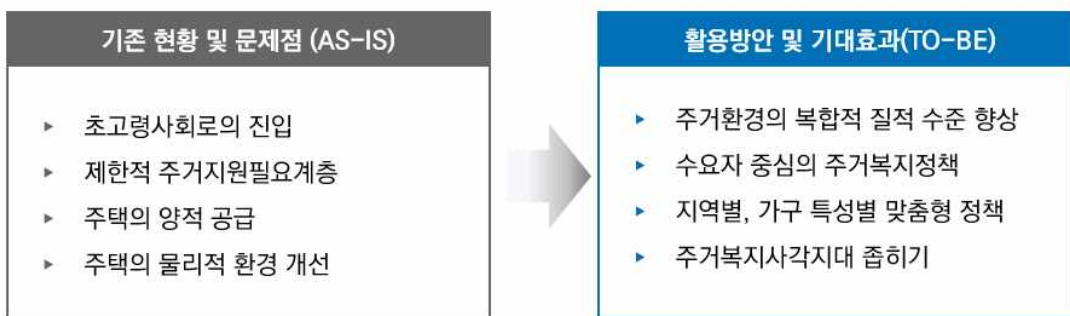 기존 현황 및 문제점 (AS-IS)
▸ 초고령사회로의 진입
▸ 제한적 주거지원필요계층
▸ 주택의 양적 공급
▸ 주택의 물리적 환경 개선
활용방안 및 기대효과(TO-BE)
▸ 주거환경의 복합적 질적 수준 향상
▸ 수요자 중심의 주거복지정책
▸ 지역별, 가구 특성별 맞춤형 정책
▸ 주거복지사각지대 좁히기